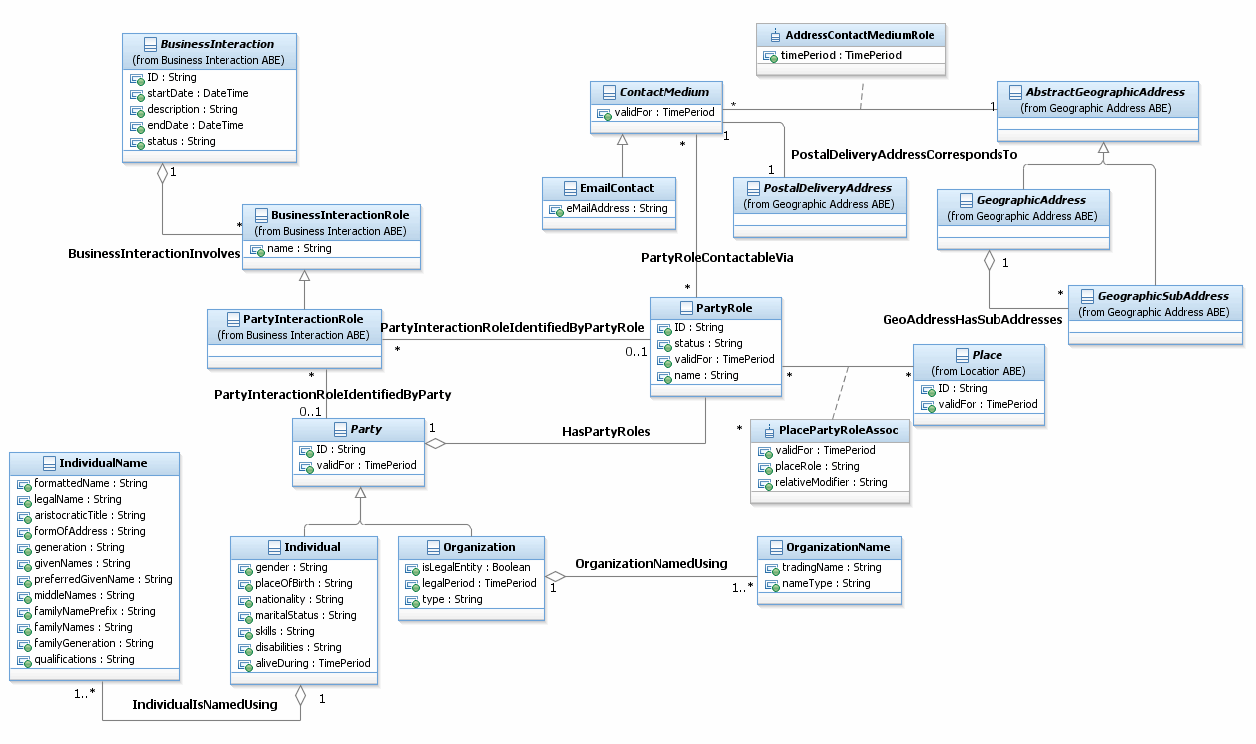 BusinessInteraction
(from Business Interaction ABE)
ID : String
startDate : DateTime
description : String
endDate : DateTime
status : String
1
*
BusinessInteractionInvolves
BusinessInteractionRole
(from Business Interaction ABE)
name : String
PartyInteractionRole
(from Business Interaction ABE)
PartyInteractionRoleIdentifiedByPartyRole
*
0..1
*
PartyInteractionRoleIdentifiedByParty
0..1
AddressContactMediumRole
timePeriod : TimePeriod
ContactMedium
validFor : TimePeriod
*
1
AbstractGeographicAddress
(from Geographic Address ABE)
1
*
PostalDeliveryAddressCorrespondsTo
1
EmailContact
eMailAddress : String
PostalDeliveryAddress
(from Geographic Address ABE)
GeographicAddress
(from Geographic Address ABE)
1
*
GeoAddressHasSubAddresses
GeographicSubAddress
(from Geographic Address ABE)
PartyRoleContactableVia
*
PartyRole
ID : String
status : String
validFor : TimePeriod
name : String
*
*
Place
(from Location ABE)
ID : String
validFor : TimePeriod
*
PlacePartyRoleAssoc
validFor : TimePeriod
placeRole : String
relativeModifier : String
Party
ID : String
validFor : TimePeriod
1
HasPartyRoles
IndividualName
formattedName : String
legalName : String
aristocraticTitle : String
formOfAddress : String
generation : String
givenNames : String
preferredGivenName : String
middleNames : String
familyNamePrefix : String
familyNames : String
familyGeneration : String
qualifications : String
1..*
IndividualIsNamedUsing
1
Individual
gender : String
placeOfBirth : String
nationality : String
maritalStatus : String
skills : String
disabilities : String
aliveDuring : TimePeriod
Organization
isLegalEntity : Boolean
legalPeriod : TimePeriod
type : String
OrganizationNamedUsing
1
1..*
OrganizationName
tradingName : String
nameType : String